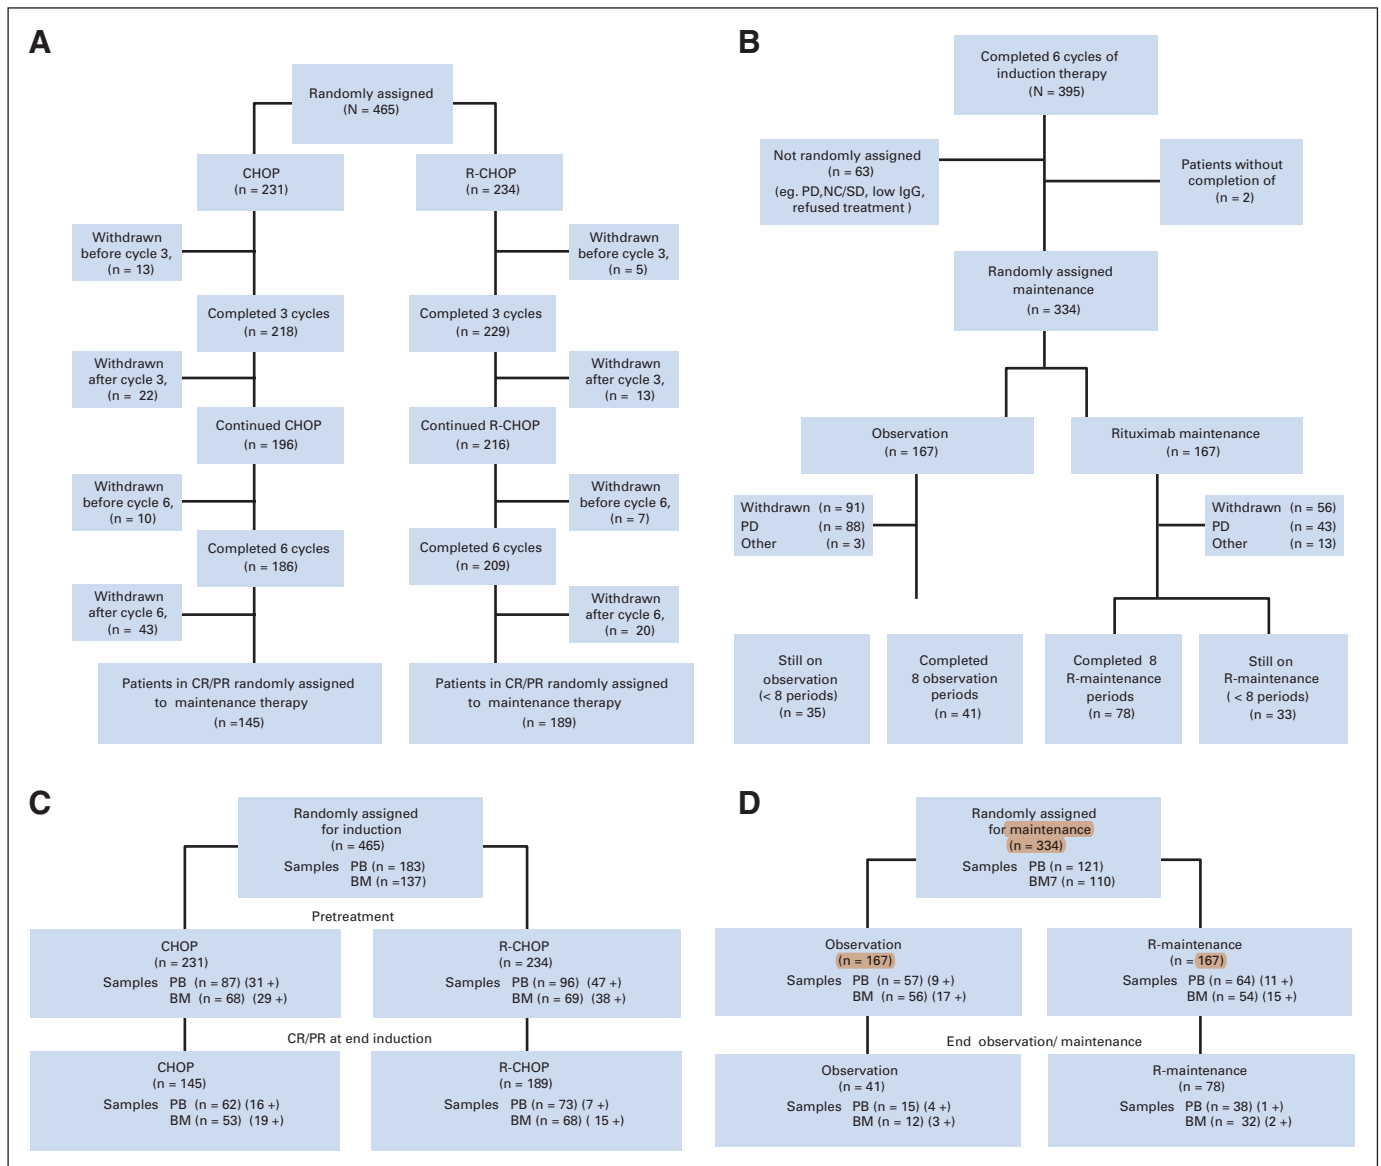 A
Randomly assigned
(N = 465)
CHOP
(n = 231)
R-CHOP
(n = 234)
Withdrawn
before cycle 3,
(n = 13)
Withdrawn
before cycle 3,
(n = 5)
Completed 3 cycles
(n = 218)
Completed 3 cycles
(n = 229)
Withdrawn
after cycle 3,
(n = 22)
Withdrawn
after cycle 3,
(n = 13)
Continued CHOP
(n = 196)
Continued R-CHOP
(n = 216)
Withdrawn
before cycle 6,
(n = 10)
Withdrawn
before cycle 6,
(n = 7)
Completed 6 cycles
(n = 186)
Completed 6 cycles
(n = 209)
Withdrawn
after cycle 6,
(n = 43)
Withdrawn
after cycle 6,
(n = 20)
Patients in CR/PR randomly assigned
to maintenance therapy
(n =145)
Patients in CR/PR randomly assigned
to maintenance therapy
(n = 189)
B
Completed 6 cycles of
induction therapy
(N = 395)
Not randomly assigned
(n = 63)
(eg. PD,NC/SD, low IgG,
refused treatment )
Patients without
completion of
(n = 2)
Randomly assigned
maintenance
(n = 334)
Observation
(n = 167)
Rituximab maintenance
(n = 167)
Withdrawn (n = 91)
PD (n = 88)
Other (n = 3)
Withdrawn (n = 56)
PD (n = 43)
Other (n = 13)
Still on
observation
(< 8 periods)
(n = 35)
Completed
8 observation
periods
(n = 41)
Completed 8
R-maintenance
periods
(n = 78)
Still on
R-maintenance
( < 8 periods)
(n = 33)
C
Randomly assigned
for induction
(n = 465)
Samples PB (n = 183)
BM (n =137)
Pretreatment
CHOP
(n = 231)
Samples PB (n = 87) (31 +)
BM (n = 68) (29 +)
R-CHOP
(n = 234)
Samples PB (n = 96) (47 +)
BM (n = 69) (38 +)
CR/PR at end induction
CHOP
(n = 145)
Samples PB (n = 62) (16 +)
BM (n = 53) (19 +)
R-CHOP
(n = 189)
Samples PB (n = 73) (7 +)
BM (n = 68) ( 15 +)
D
Randomly assigned
for maintenance
(n = 334)
Samples PB (n = 121)
BM7 (n = 110)
Observation
(n = 167)
Samples PB (n = 57) (9 +)
BM (n = 56) (17 +)
R-maintenance
(n = 167)
Samples PB (n = 64) (11 +)
BM (n = 54) (15 +)
End observation/ maintenance
Observation
(n = 41)
Samples PB (n = 15) (4 +)
BM (n = 12) (3 +)
R-maintenance
(n = 78)
Samples PB (n = 38) (1 +)
BM (n = 32) (2 +)